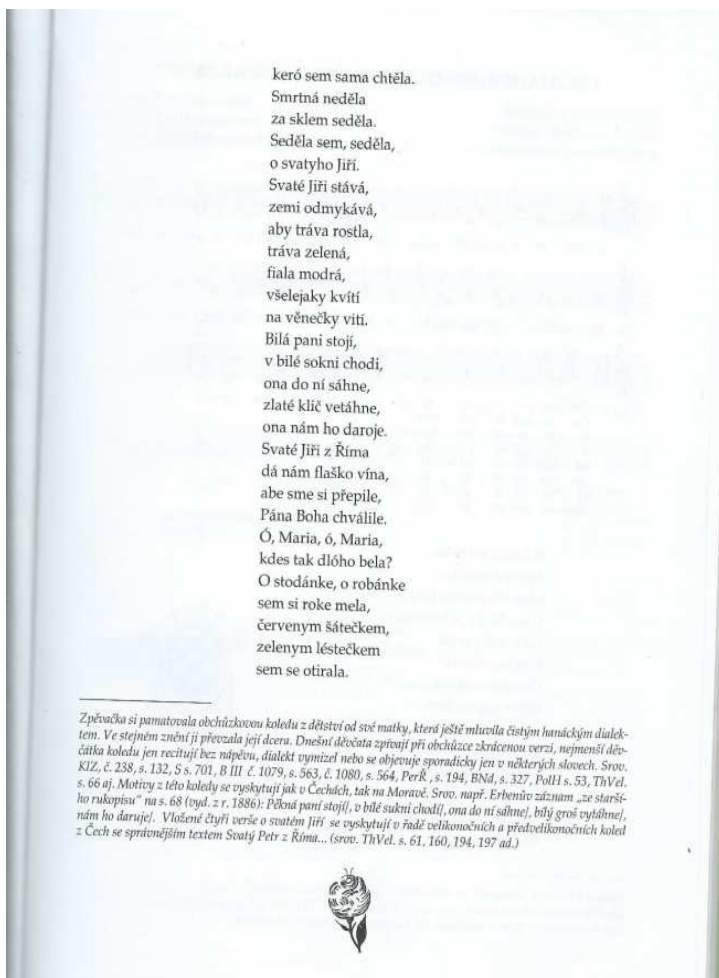 keró sem sama chtěla.
Smrtná neděla
za sklem seděla.
Seděla sem, seděla,
o svatyho Jiří.
Svaté Jiři stává,
zemi odmykává,
aby tráva rostla,
tráva zelená,
fiala modrá,
všelejaky kvítí
na věnečky vití.
Bilá pani stojí,
v bilé sokni chodi,
ona do ní sáhne,
zlaté klič vetáhne,
ona nám ho daroje.
Svaté Jiři z Říma
dá nám flaško vína,
abe sme si přepile,
Pána Boha chválile.
Ó, Maria, ó, Maria,
kdes tak dlóho bela?
O stodánke, o robánke
sem si roke mela,
červenym šátečkem,
zelenym léstečkem
sem se otirala.
Zpěvačka si pamatovala obchůzkovou koledu z dětství od své matky, která ještě mluvila čistým hanáckým dialek-
tem. Ve stejném znění ji převzala její dcera. Dnešní děvčata zpívají při obchůzce zkrácenou verzi, nejmenší děv-
čátka koledu jen recitují bez nápěvu, dialekt vymizel nebo se objevuje sporadicky jen v některých slovech. Srov.
KIZ, č. 238, s. 132, S s. 701, B III č. 1079, s. 563, č. 1080, s. 564, PerŘ , s. 194, BNd, s. 327, PolH s. 53, ThVel.
s. 66 aj. Motivy z této koledy se vyskytují jak v Čechách, tak na Moravě. Srov. např. Erbenův záznam „ze starší-
ho rukopisu“ na s. 68 (vyd. z r. 1886): Pěkná paní stojí/, v bílé sukni chodí/, ona do ní sáhne/, bílý groš vytáhne/,
nám ho daruje/. Vložené čtyři verše o svatém Jiří se vyskytují v řadě velikonočních a předvelikonočních koled
z Čech se správnějším textem Svatý Petr z Říma... (srov. ThVel. s. 61, 160, 194, 197 ad.)